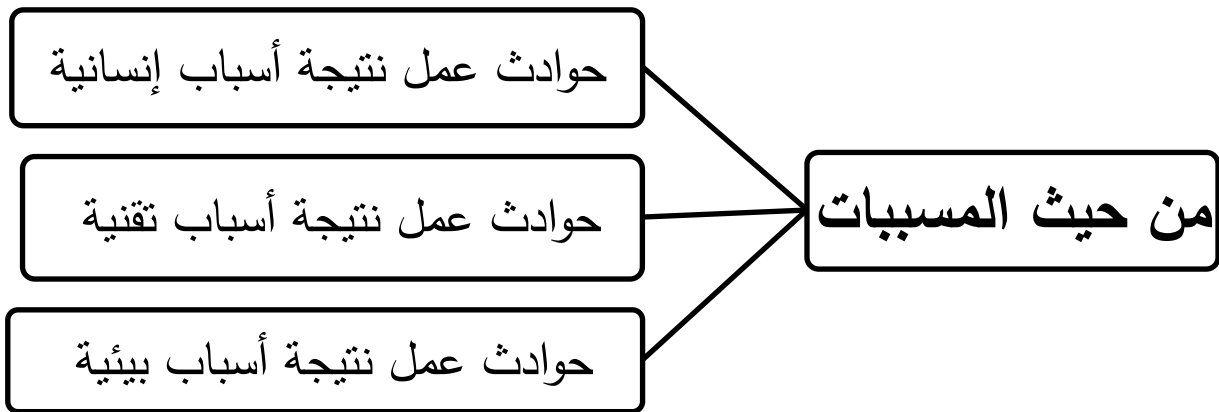 من حيث المسببات
حوادث عمل نتيجة أسباب إنسانية
حوادث عمل نتيجة أسباب تقنية
حوادث عمل نتيجة أسباب بيئية